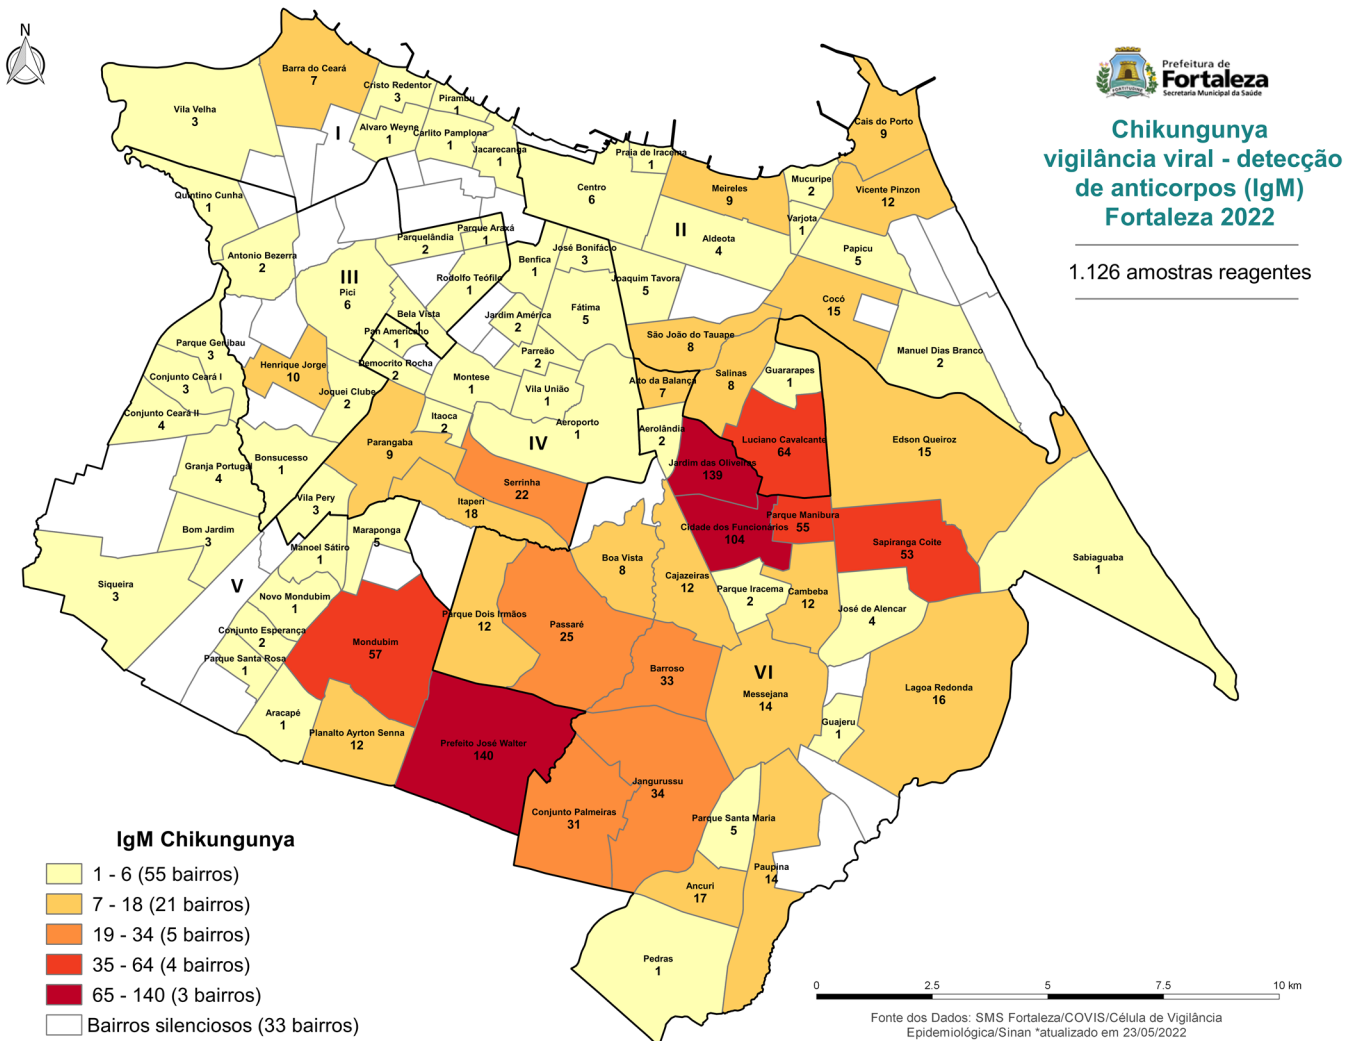 N
Prefeitura de
Fortaleza
Secretaria Municipal da Saúde
FORTITUDINE
Chikungunya
vigilância viral - detecção
de anticorpos (IgM)
Fortaleza 2022
1.126 amostras reagentes
Barra do Ceará
7
Vila Velha
3
Cristo Redentor
3
Pirambu
1
I
Alvaro Weyne
1
Carlito Pamplona
1
Jacarecanga
1
Praia de Iracema
1
Cais do Porto
9
Quintino Cunha
1
Centro
6
Meireles
9
Mucuripe
2
Vicente Pinzon
12
Varjota
1
II
Aldeota
4
Papicu
5
Antonio Bezerra
2
Parquelândia
2
Parque Araxá
1
José Bonifácio
3
Benfica
1
III
Pici
6
Rodolfo Teófilo
1
Joaquim Tavora
5
Cocó
15
Bela Vista
1
Jardim América
2
Fátima
5
Pan Americano
1
São João do Tauape
8
Parque Genibau
3
Parreão
2
Manuel Dias Branco
2
Henrique Jorge
10
Democrito Rocha
2
Conjunto Ceará I
3
Montese
1
Vila União
1
Alto da Balança
7
Salinas
8
Guararapes
1
Joquei Clube
2
Conjunto Ceará II
4
Itaoca
2
Aeroporto
1
Aerolândia
2
IV
Parangaba
9
Luciano Cavalcante
64
Edson Queiroz
15
Bonsucesso
1
Granja Portugal
4
Jardim das Oliveiras
139
Serrinha
22
Vila Pery
3
Itaperi
18
Bom Jardim
3
Maraponga
5
Cidade dos Funcionários
104
Parque Manibura
55
Sapiranga Coite
53
Manoel Sátiro
1
Boa Vista
8
Sabiaguaba
1
Siqueira
3
V
Cajazeiras
12
Parque Iracema
2
Cambeba
12
Novo Mondubim
1
José de Alencar
4
Parque Dois Irmãos
12
Passaré
25
Conjunto Esperança
2
Mondubim
57
Parque Santa Rosa
1
Barroso
33
VI
Messejana
14
Lagoa Redonda
16
Aracapé
1
Guajeru
1
Planalto Ayrton Senna
12
Prefeito José Walter
140
Jangurussu
34
Conjunto Palmeiras
31
Parque Santa Maria
5
Paupina
14
Ancuri
17
Pedras
1
IgM Chikungunya
1 - 6 (55 bairros)
7 - 18 (21 bairros)
19 - 34 (5 bairros)
35 - 64 (4 bairros)
65 - 140 (3 bairros)
Bairros silenciosos (33 bairros)
0 2.5 5 7.5 10 km
Fonte dos Dados: SMS Fortaleza/COVIS/Célula de Vigilância
Epidemiológica/Sinan *atualizado em 23/05/2022